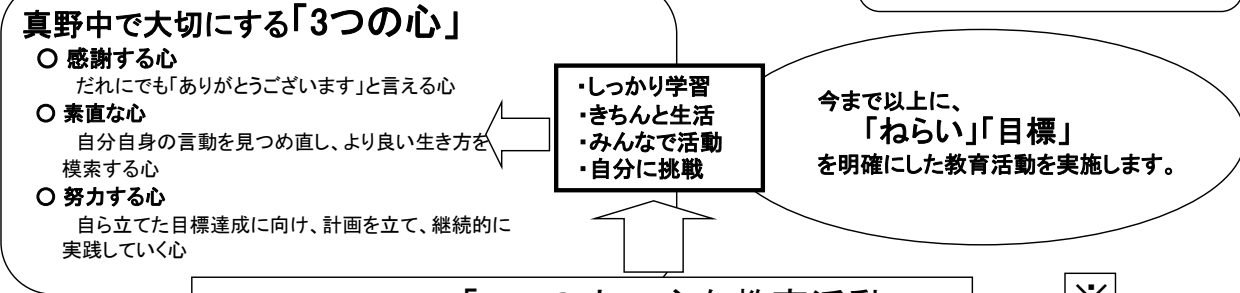 真野中で大切にする「3つの心」
○ 感謝する心
だれにでも「ありがとうございます」と言える心
○ 素直な心
自分自身の言動を見つめ直し、より良い生き方を
模索する心
○ 努力する心
自ら立てた目標達成に向け、計画を立て、継続的に
実践していく心
・しっかり学習
・きちんと生活
・みんなで活動
・自分に挑戦
今まで以上に、
「ねらい」「目標」
を明確にした教育活動を実施します。